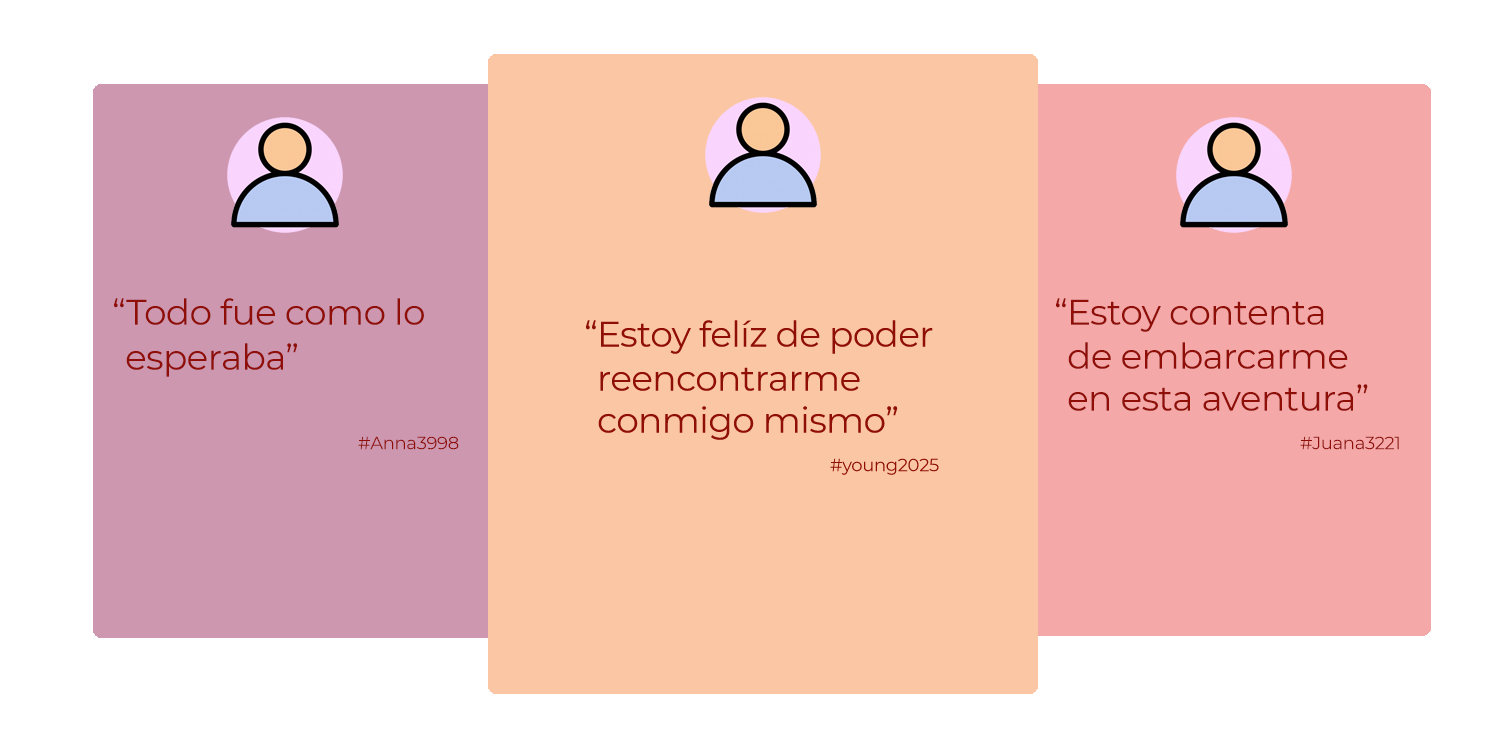 “Todo fue como lo
esperaba”
#Anna3998
“Estoy felíz de poder
reencontrarme
conmigo mismo”
#young2025
“Estoy contenta
de embarcarme
en esta aventura”
#Juana3221